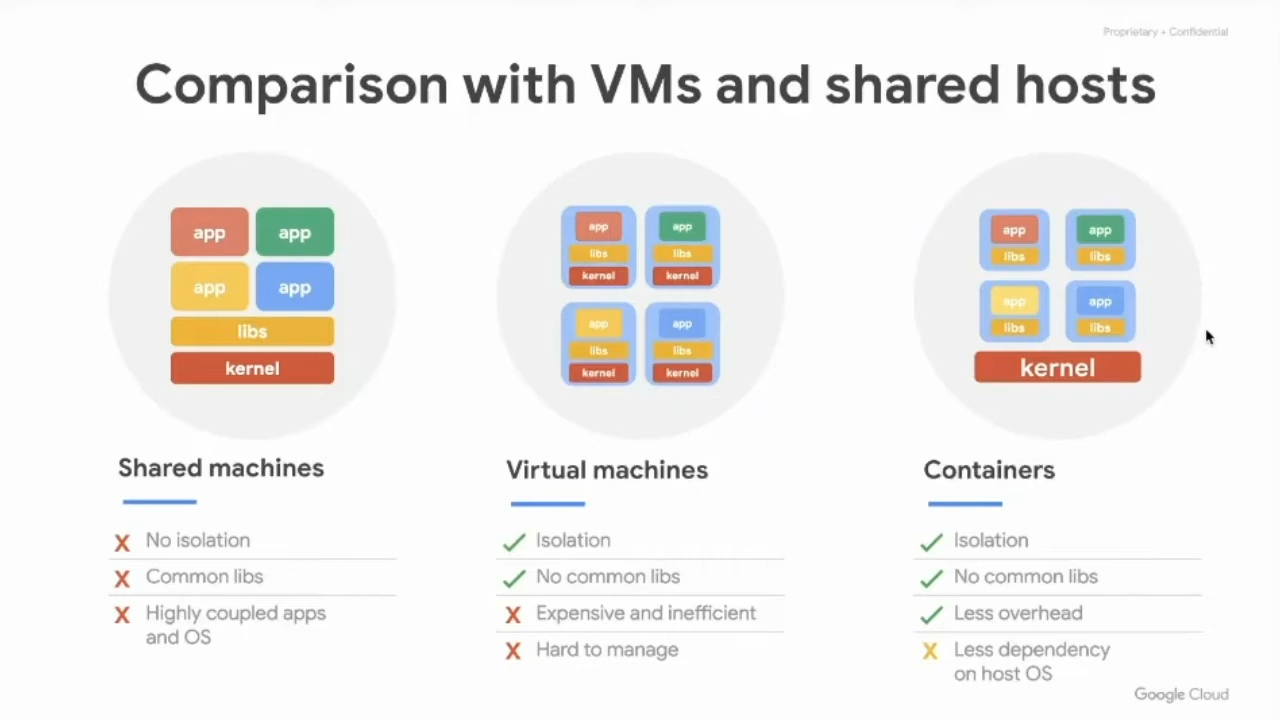 Proprietary + Confidential
Comparison with VMs and shared hosts
app app
app app
libs
kernel
app app
libs libs
kernel kernel
app app
libs libs
kernel kernel
app app
libs libs
app app
libs libs
kernel
Shared machines
X No isolation
X Common libs
X Highly coupled apps
and OS
Virtual machines
✓ Isolation
✓ No common libs
X Expensive and inefficient
X Hard to manage
Containers
✓ Isolation
✓ No common libs
✓ Less overhead
X Less dependency
on host OS
Google Cloud